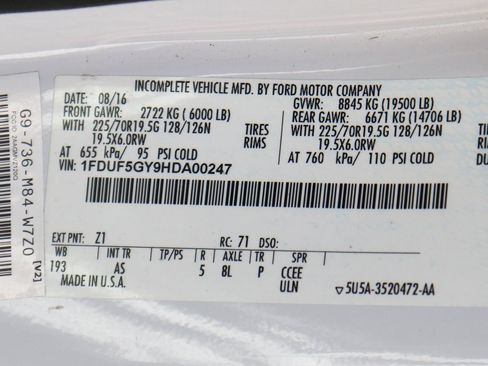 INCOMPLETE VEHICLE MFD. BY FORD MOTOR COMPANY
DATE: 08/16 GVWR: 8845 KG (19500 LB)
FRONT GAWR: 2722 KG (6000 LB) REAR GAWR: 6671 KG (14706 LB)
WITH 225/70R19.5G 128/126N TIRES WITH 225/70R19.5G 128/126N
19.5X6.0RW RIMS 19.5X6.0RW
AT 655 kPa/ 95 PSI COLD AT 760 kPa/ 110 PSI COLD
VIN: 1FDUF5GY9HDA00247
EXT PNT: Z1 RC: 71 DSO:
WB INT TR TP/PS R AXLE TR SPR
193 AS 5 8L P CCEE
MADE IN U.S.A. ULN ▽5U5A-3520472-AA
G9-736-M84-W7Z0
[V2]